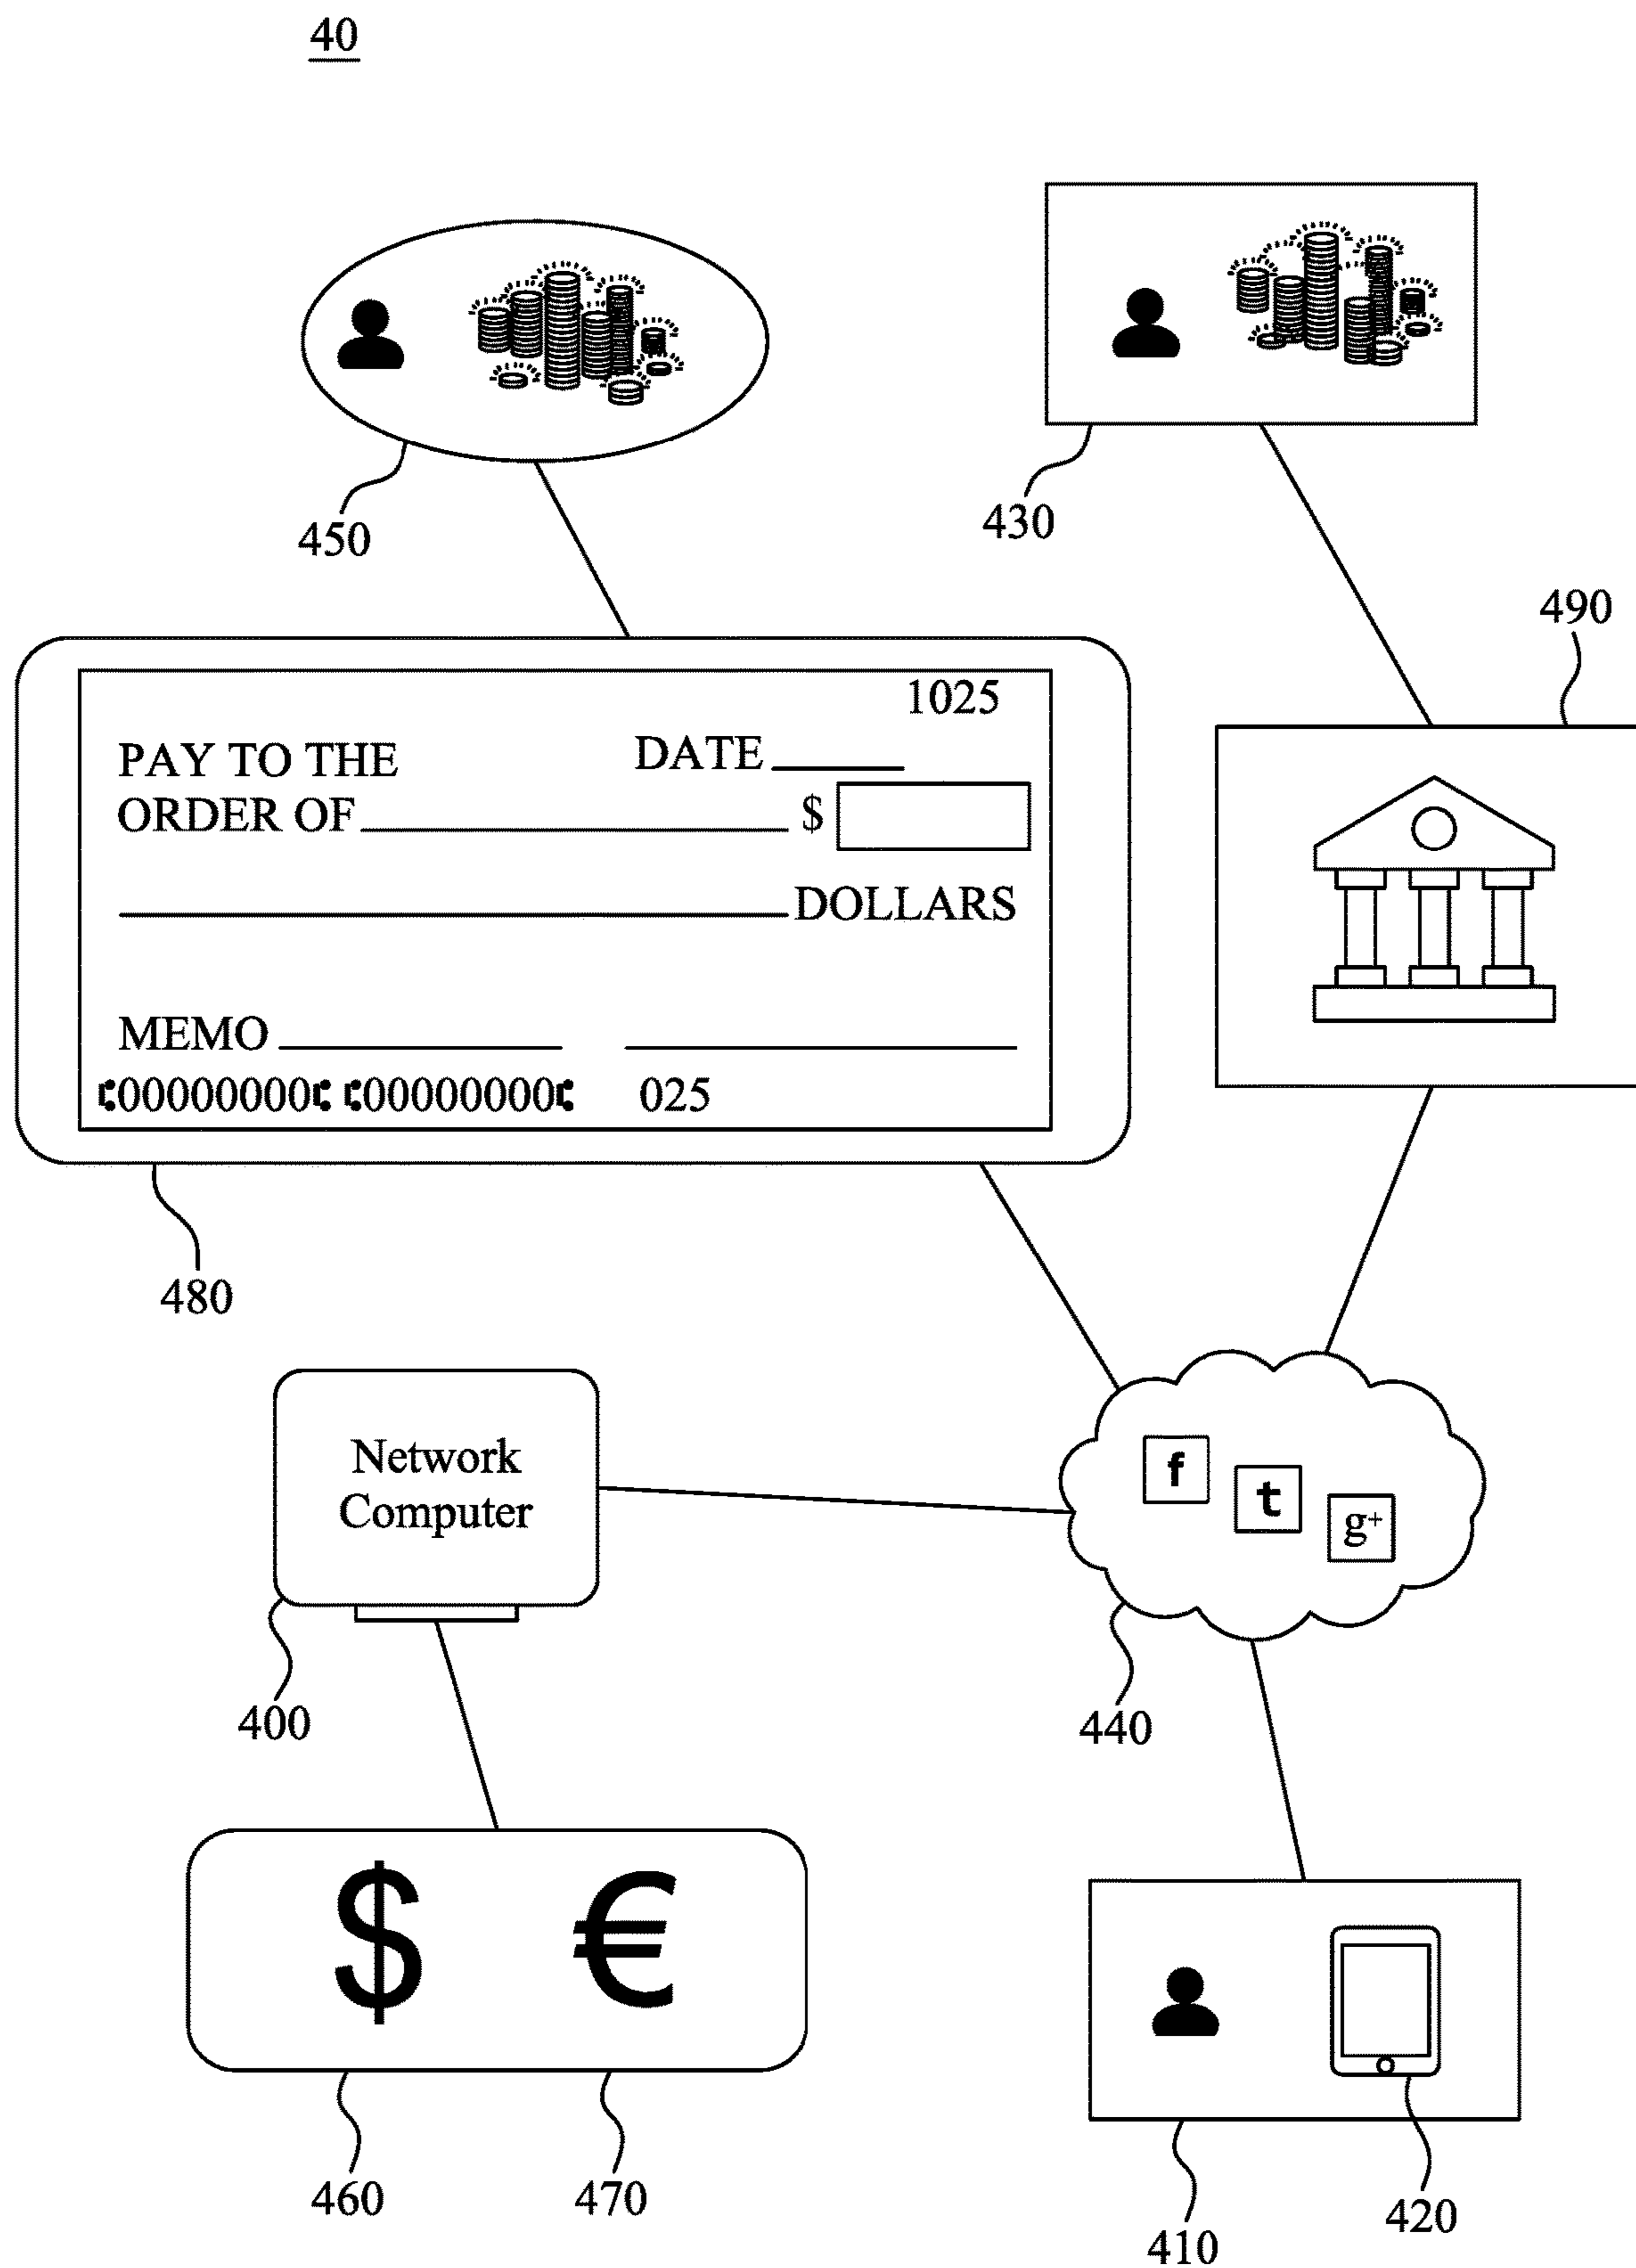 40
450
430
490
1025
PAY TO THE
DATE
ORDER OF
$
DOLLARS
MEMO
⑆00000000⑆ ⑆00000000⑆ 025
480
Network
Computer
f
t
g+
400
440
$ €
460
470
420
410